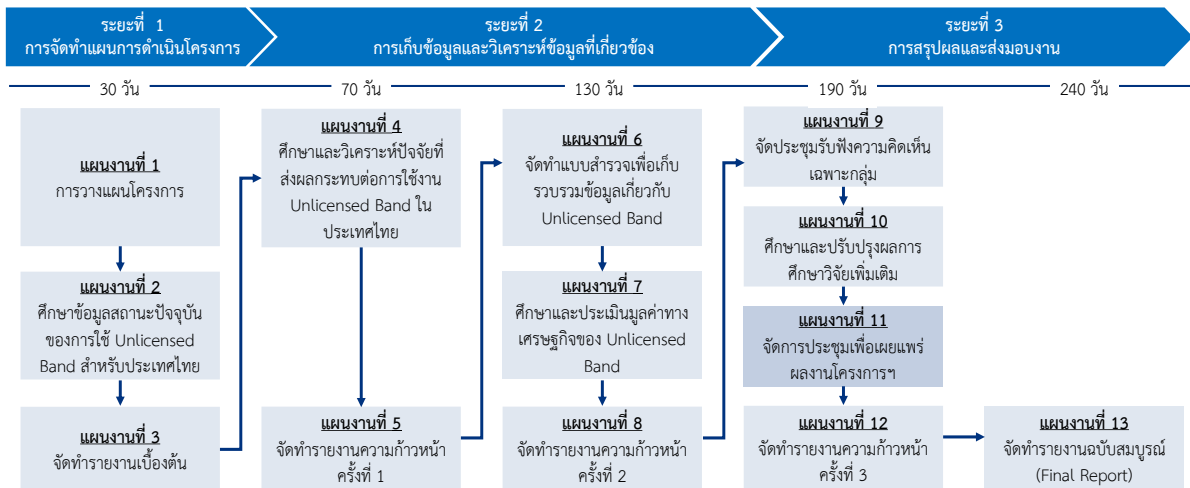 ระยะที่ 1
การจัดทำแผนการดำเนินโครงการ
ระยะที่ 2
การเก็บข้อมูลและวิเคราะห์ข้อมูลที่เกี่ยวข้อง
ระยะที่ 3
การสรุปผลและส่งมอบงาน
30 วัน
70 วัน
130 วัน
190 วัน
240 วัน
แผนงานที่ 1
การวางแผนโครงการ
แผนงานที่ 2
ศึกษาข้อมูลสถานะปัจจุบัน
ของการใช้ Unlicensed
Band สำหรับประเทศไทย
แผนงานที่ 3
จัดทำรายงานเบื้องต้น
แผนงานที่ 4
ศึกษาและวิเคราะห์ปัจจัยที่
ส่งผลกระทบต่อการใช้งาน
Unlicensed Band ใน
ประเทศไทย
แผนงานที่ 5
จัดทำรายงานความก้าวหน้า
ครั้งที่ 1
แผนงานที่ 6
จัดทำแบบสำรวจเพื่อเก็บ
รวบรวมข้อมูลเกี่ยวกับ
Unlicensed Band
แผนงานที่ 7
ศึกษาและประเมินมูลค่าทาง
เศรษฐกิจของ Unlicensed
Band
แผนงานที่ 8
จัดทำรายงานความก้าวหน้า
ครั้งที่ 2
แผนงานที่ 9
จัดประชุมรับฟังความคิดเห็น
เฉพาะกลุ่ม
แผนงานที่ 10
ศึกษาและปรับปรุงผลการ
ศึกษาวิจัยเพิ่มเติม
แผนงานที่ 11
จัดการประชุมเพื่อเผยแพร่
ผลงานโครงการฯ
แผนงานที่ 12
จัดทำรายงานความก้าวหน้า
ครั้งที่ 3
แผนงานที่ 13
จัดทำรายงานฉบับสมบูรณ์
(Final Report)